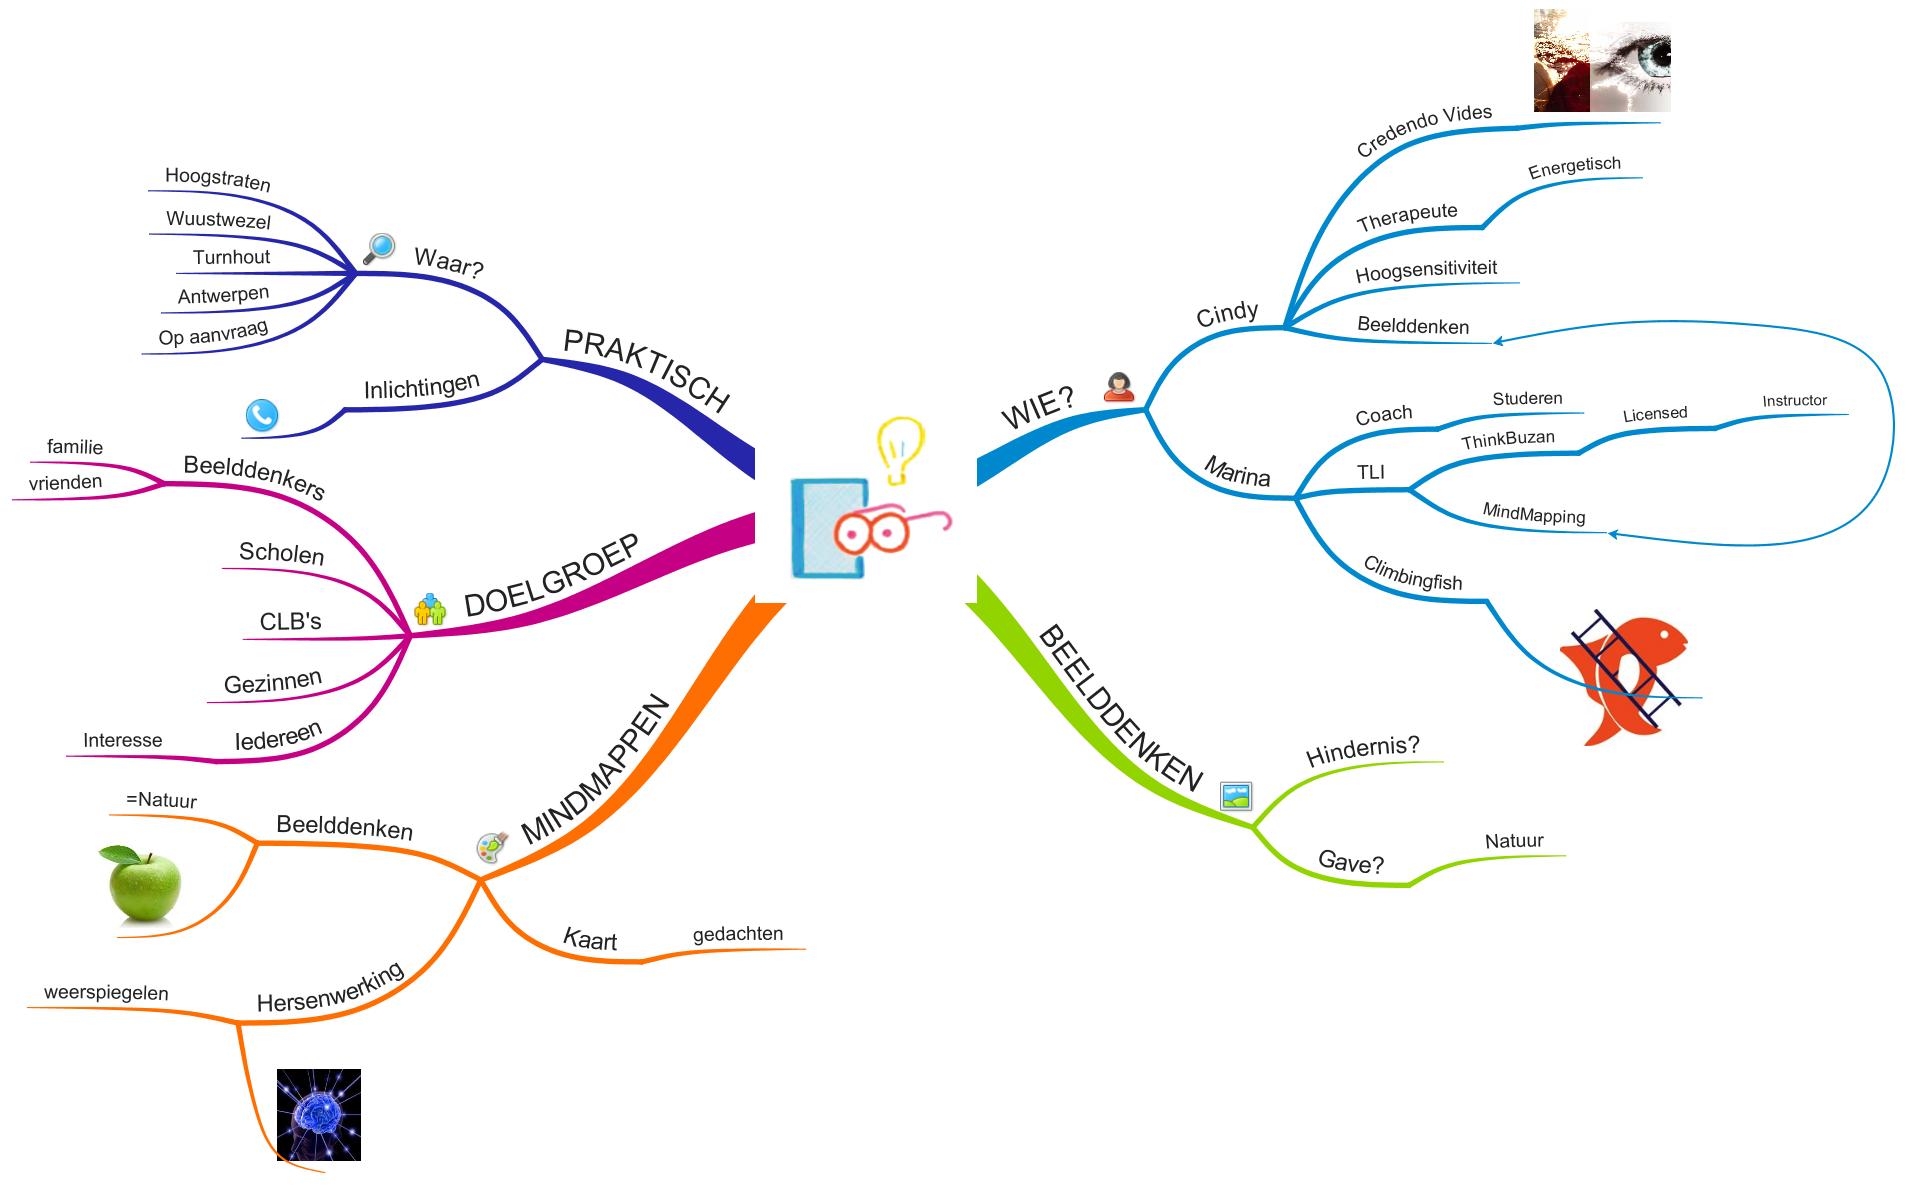 WIE?
Cindy
Credendo Vides
Therapeute
Energetisch
Hoogsensitiviteit
Beelddenken
Marina
Coach
Studeren
TLI
ThinkBuzan
Licensed
Instructor
MindMapping
Climbingfish
BEELDDENKEN
Hindernis?
Gave?
Natuur
MINDMAPPEN
Kaart
gedachten
Beelddenken
=Natuur
Hersenwerking
weerspiegelen
DOELGROEP
Beelddenkers
familie
vrienden
Scholen
CLB's
Gezinnen
Iedereen
Interesse
PRAKTISCH
Waar?
Hoogstraten
Wuustwezel
Turnhout
Antwerpen
Op aanvraag
Inlichtingen